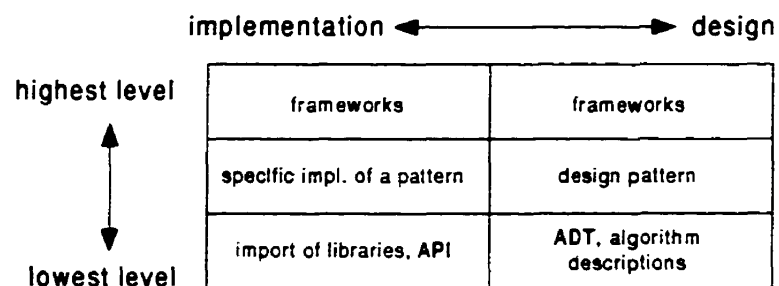 implementation design
highest level
frameworks frameworks
specific impl. of a pattern design pattern
import of libraries, API ADT, algorithm
descriptions
lowest level